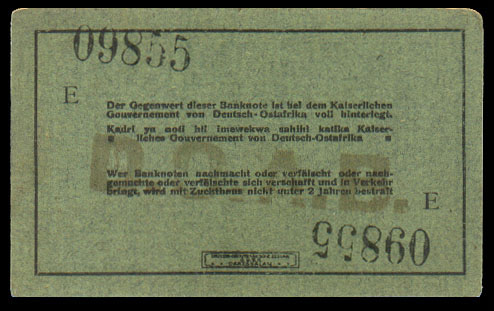 09855
E
Der Gegenwert dieser Banknote ist bei dem Kaiserlichen
Gouvernement von Deutsch-Ostafrika voll hinterlegt.
Kadri ya noti hii imewekwa sahihi katika Kaiser-
liches Gouvernement von Deutsch-Ostafrika
Wer Banknoten nachmacht oder verfälscht oder nach-
gemachte oder verfälschte sich verschafft und in Verkehr
bringt, wird mit Zuchthaus nicht unter 2 Jahren bestraft
E
09855